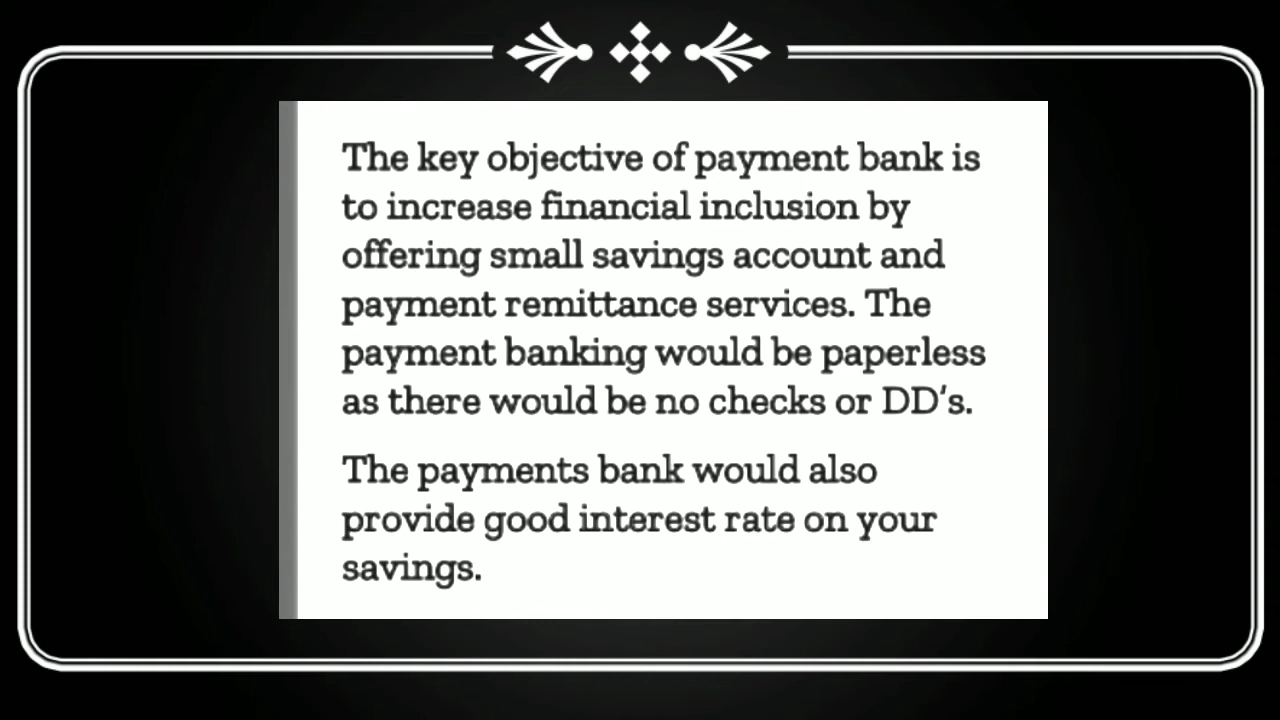 The key objective of payment bank is
to increase financial inclusion by
offering small savings account and
payment remittance services. The
payment banking would be paperless
as there would be no checks or DD's.
The payments bank would also
provide good interest rate on your
savings.